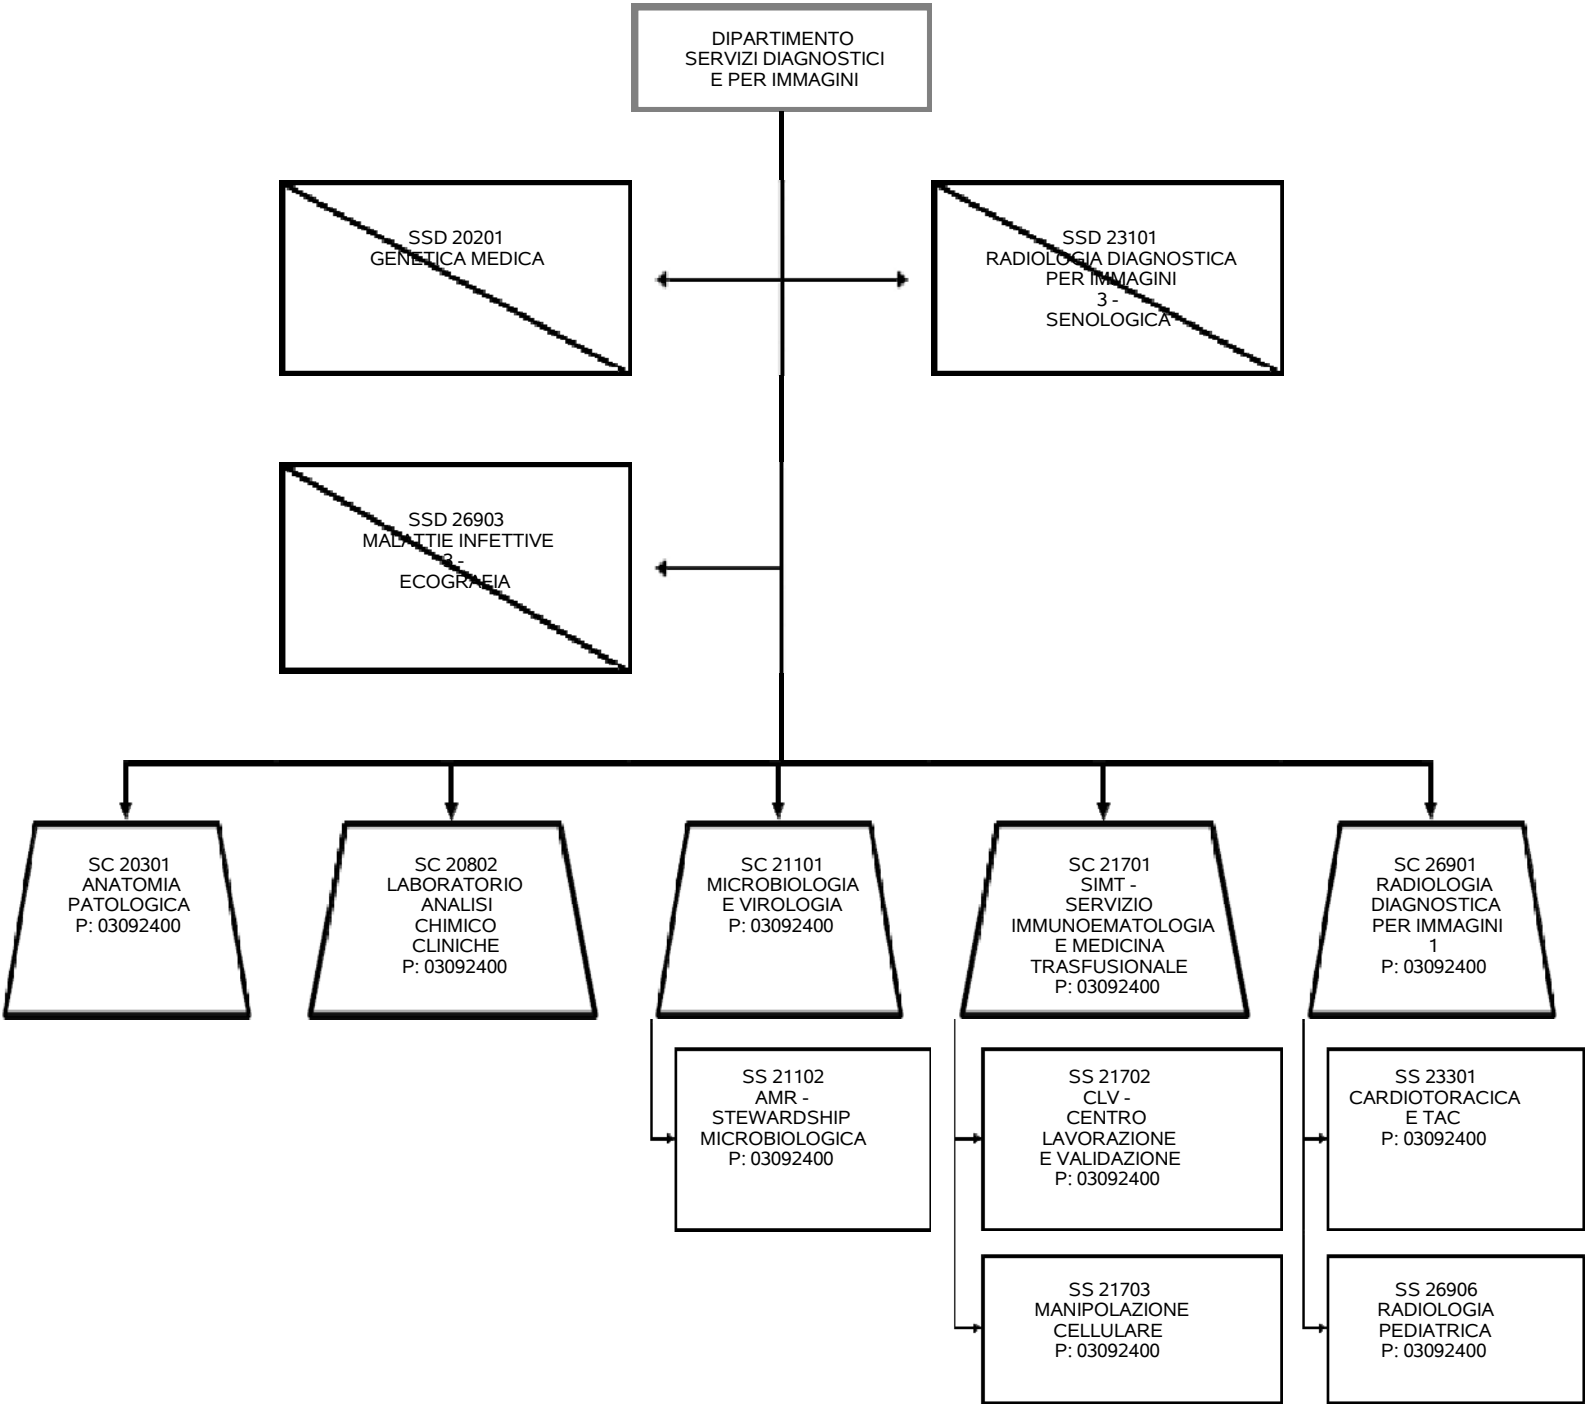 DIPARTIMENTO
SERVIZI DIAGNOSTICI
E PER IMMAGINI
SSD 20201
GENETICA MEDICA
SSD 23101
RADIOLOGIA DIAGNOSTICA
PER IMMAGINI
3 -
SENOLOGICA
SSD 26903
MALATTIE INFETTIVE
3 -
ECOGRAFIA
SC 20301
ANATOMIA
PATOLOGICA
P: 03092400
SC 20802
LABORATORIO
ANALISI
CHIMICO
CLINICHE
P: 03092400
SC 21101
MICROBIOLOGIA
E VIROLOGIA
P: 03092400
SC 21701
SIMT -
SERVIZIO
IMMUNOEMATOLOGIA
E MEDICINA
TRASFUSIONALE
P: 03092400
SC 26901
RADIOLOGIA
DIAGNOSTICA
PER IMMAGINI
1
P: 03092400
SS 21102
AMR -
STEWARDSHIP
MICROBIOLOGICA
P: 03092400
SS 21702
CLV -
CENTRO
LAVORAZIONE
E VALIDAZIONE
P: 03092400
SS 23301
CARDIOTORACICA
E TAC
P: 03092400
SS 21703
MANIPOLAZIONE
CELLULARE
P: 03092400
SS 26906
RADIOLOGIA
PEDIATRICA
P: 03092400